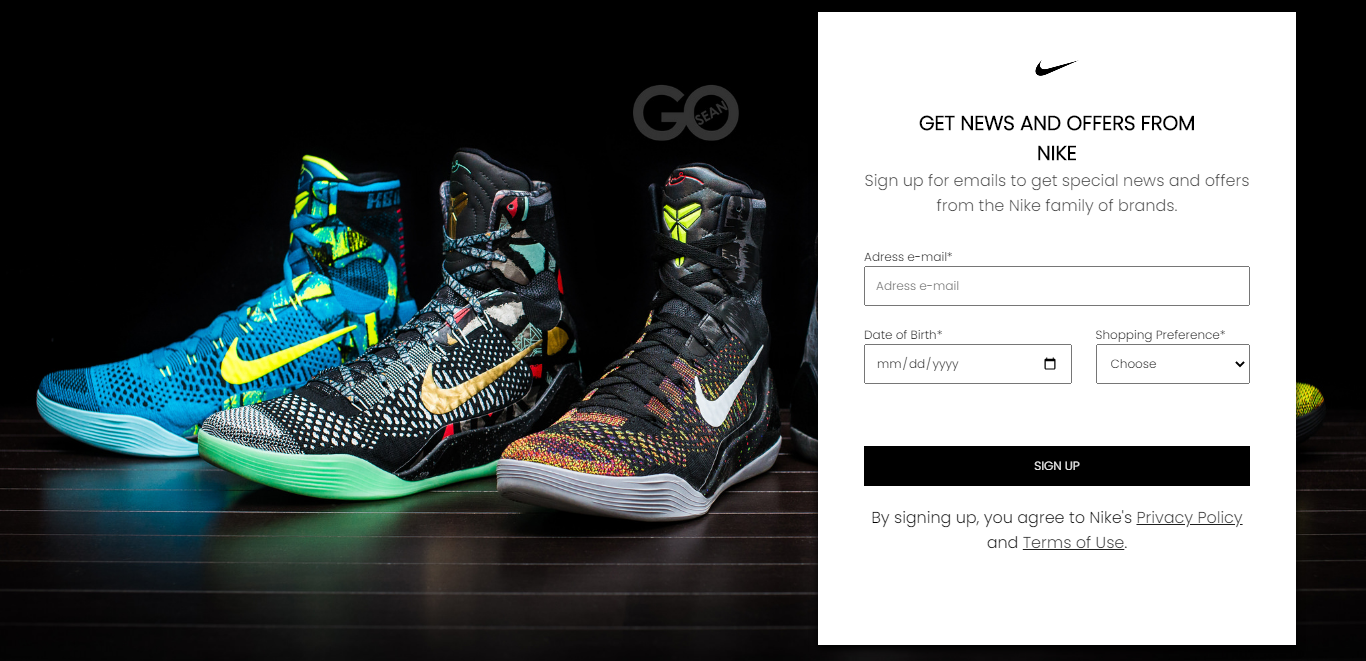 GO
SEAN
GET NEWS AND OFFERS FROM
NIKE
Sign up for emails to get special news and offers
from the Nike family of brands.
Adress e-mail*
Adress e-mail
Date of Birth* Shopping Preference*
mm/dd/yyyy Choose
SIGN UP
By signing up, you agree to Nike's Privacy Policy
and Terms of Use.